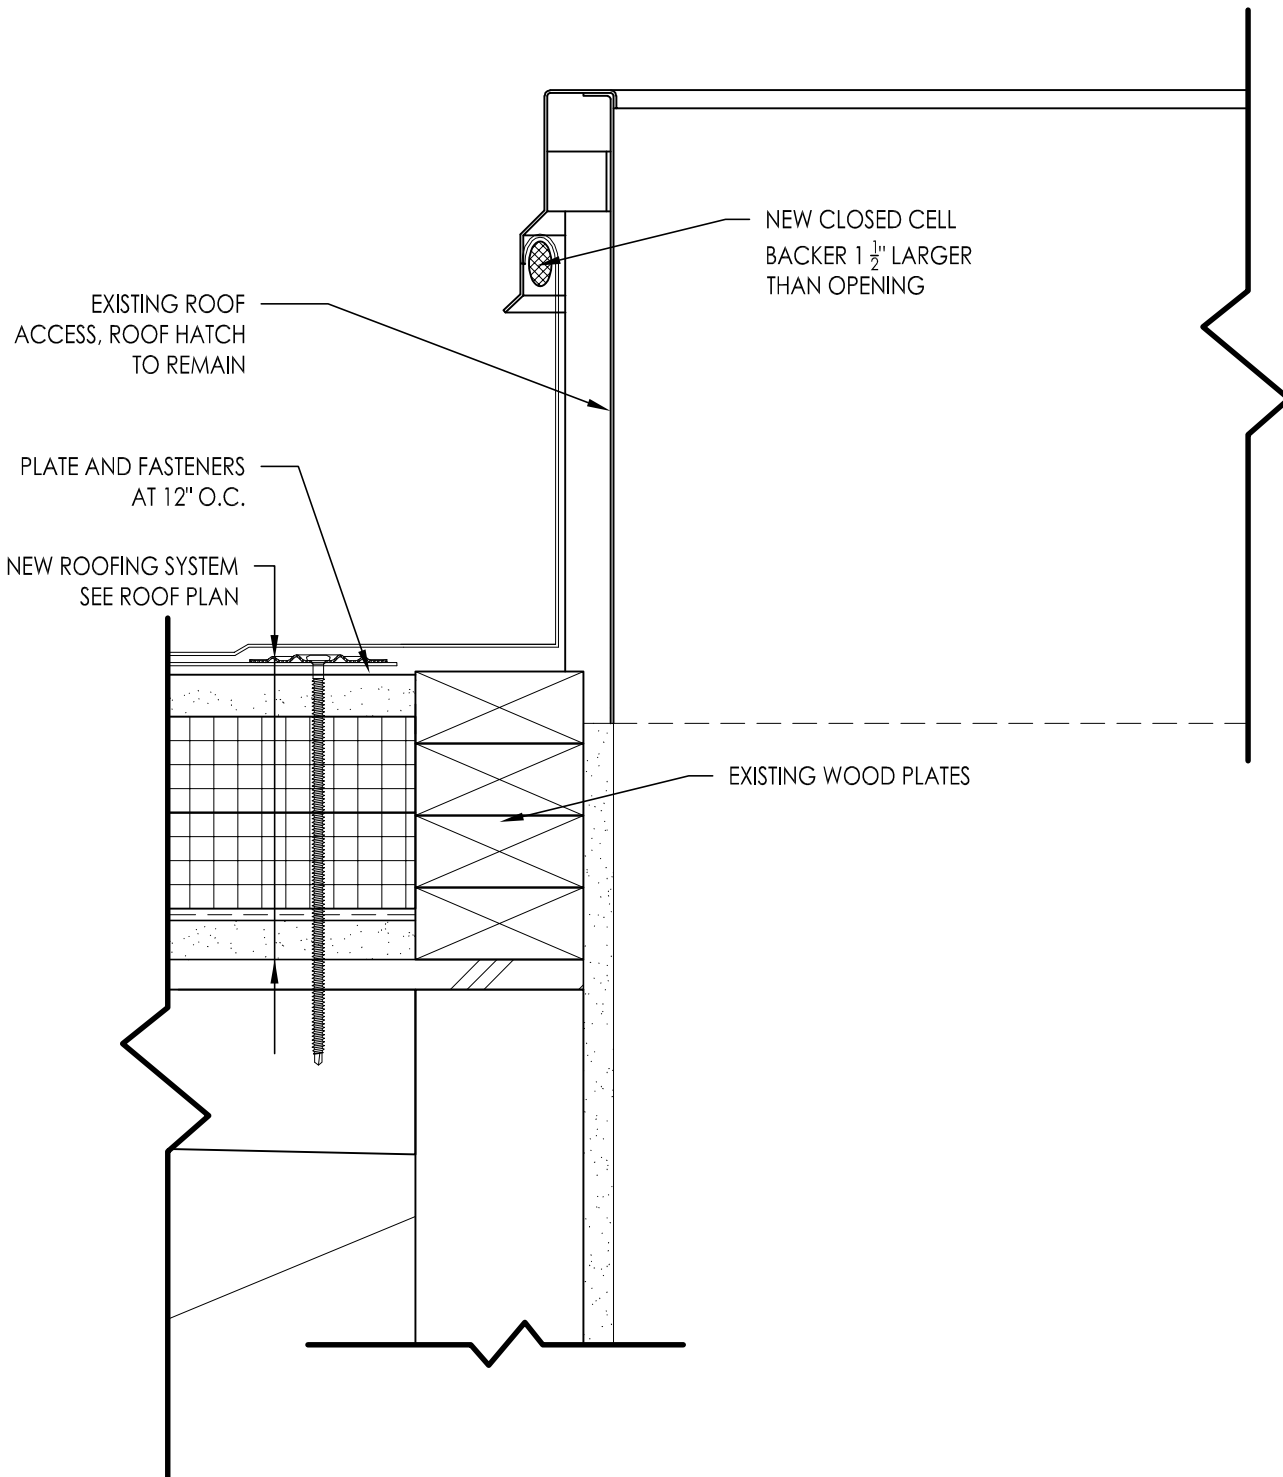 NEW CLOSED CELL
BACKER 1 1/2" LARGER
THAN OPENING
EXISTING ROOF
ACCESS, ROOF HATCH
TO REMAIN
PLATE AND FASTENERS
AT 12" O.C.
NEW ROOFING SYSTEM
SEE ROOF PLAN
EXISTING WOOD PLATES